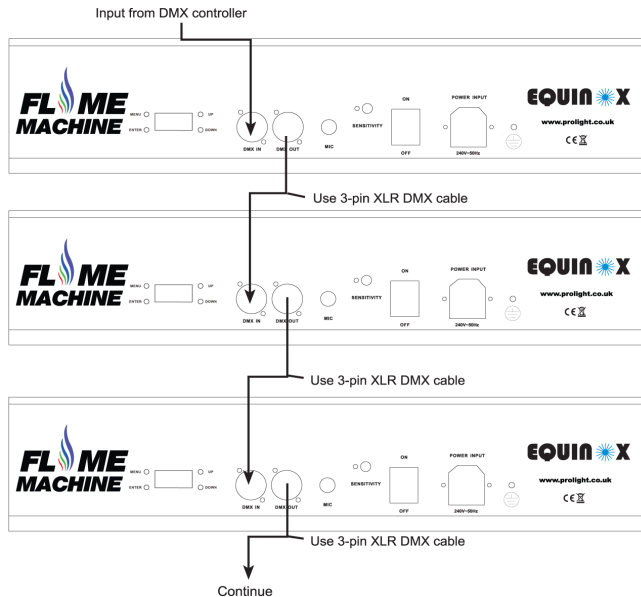 Input from DMX controller
FLAME MACHINE
MENU
ENTER
UP
DOWN
DMX IN
DMX OUT
MIC
SENSITIVITY
ON
OFF
POWER INPUT
240V~50Hz
EQUINOX
www.prolight.co.uk
CE
Use 3-pin XLR DMX cable
FLAME MACHINE
MENU
ENTER
UP
DOWN
DMX IN
DMX OUT
MIC
SENSITIVITY
ON
OFF
POWER INPUT
240V~50Hz
EQUINOX
www.prolight.co.uk
CE
Use 3-pin XLR DMX cable
FLAME MACHINE
MENU
ENTER
UP
DOWN
DMX IN
DMX OUT
MIC
SENSITIVITY
ON
OFF
POWER INPUT
240V~50Hz
EQUINOX
www.prolight.co.uk
CE
Use 3-pin XLR DMX cable
Continue